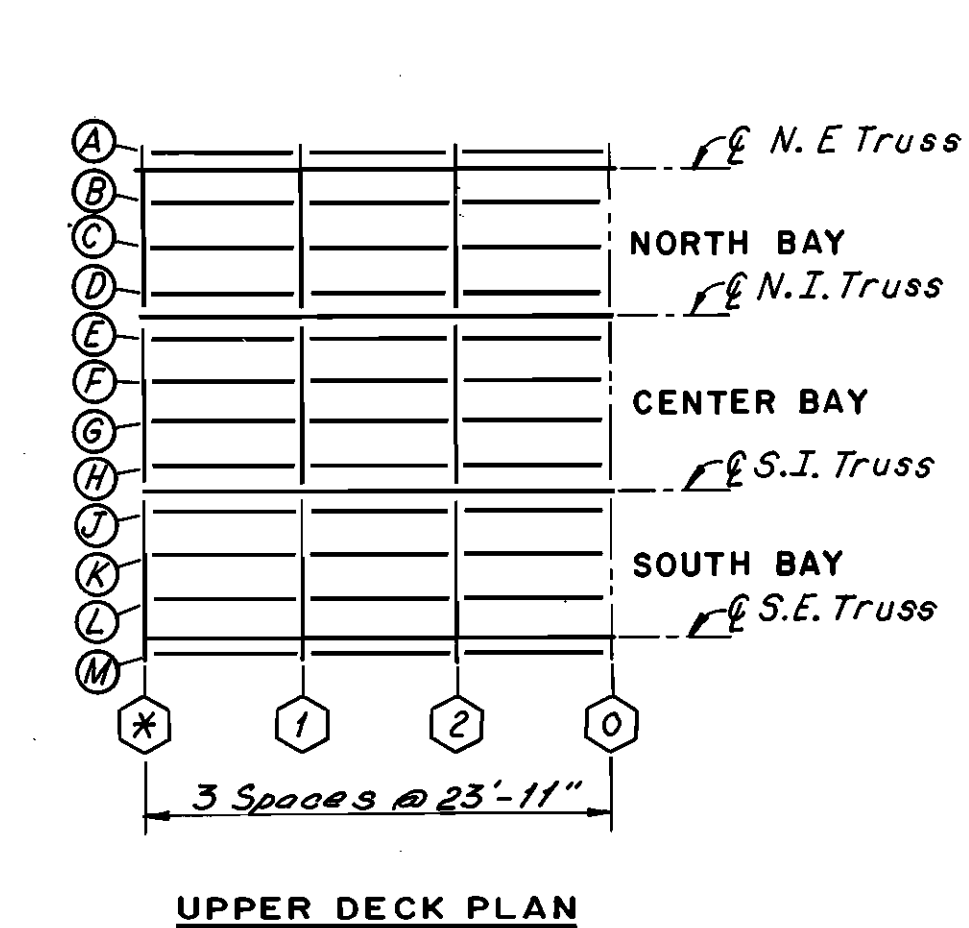 A
℄ N. E Truss
B
C
NORTH BAY
D
℄ N.I. Truss
E
F
CENTER BAY
G
H
℄ S.I. Truss
J
K
SOUTH BAY
L
℄ S.E. Truss
M
* 1 2 0
3 Spaces @ 23'-11"
UPPER DECK PLAN